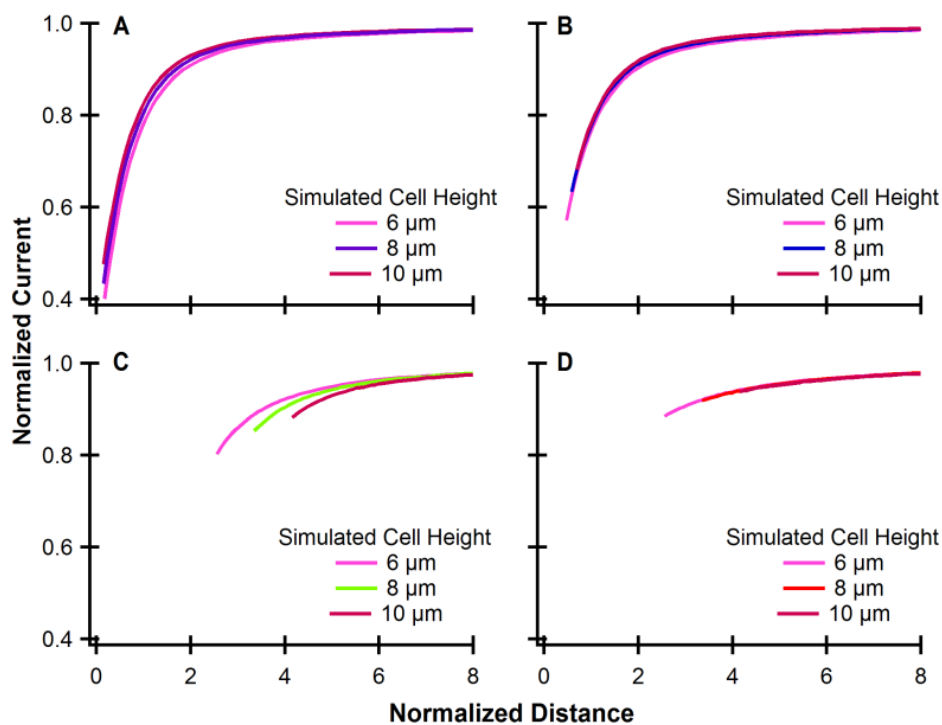 A
B
1.0
0.8
0.6
0.4
Simulated Cell Height
6 µm
8 µm
10 µm
Simulated Cell Height
6 µm
8 µm
10 µm
Normalized Current
C
D
1.0
0.8
0.6
0.4
Simulated Cell Height
6 µm
8 µm
10 µm
Simulated Cell Height
6 µm
8 µm
10 µm
0 2 4 6 8
0 2 4 6 8
Normalized Distance